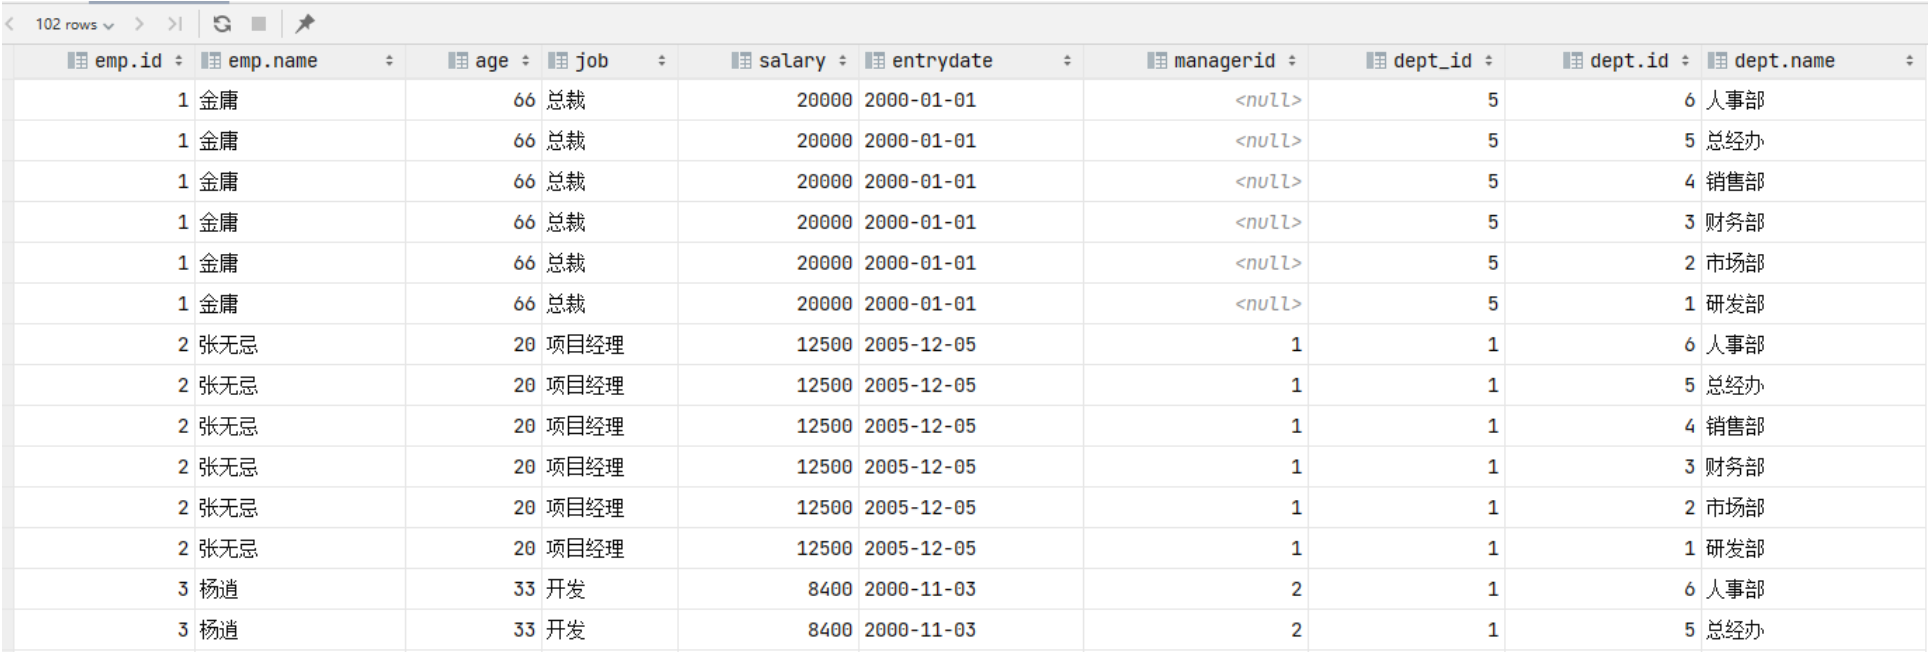 102 rows
emp.id emp.name age job salary entrydate managerid dept_id dept.id dept.name
1 金庸 66 总裁 20000 2000-01-01 <null> 5 6 人事部
1 金庸 66 总裁 20000 2000-01-01 <null> 5 5 总经办
1 金庸 66 总裁 20000 2000-01-01 <null> 5 4 销售部
1 金庸 66 总裁 20000 2000-01-01 <null> 5 3 财务部
1 金庸 66 总裁 20000 2000-01-01 <null> 5 2 市场部
1 金庸 66 总裁 20000 2000-01-01 <null> 5 1 研发部
2 张无忌 20 项目经理 12500 2005-12-05 1 1 6 人事部
2 张无忌 20 项目经理 12500 2005-12-05 1 1 5 总经办
2 张无忌 20 项目经理 12500 2005-12-05 1 1 4 销售部
2 张无忌 20 项目经理 12500 2005-12-05 1 1 3 财务部
2 张无忌 20 项目经理 12500 2005-12-05 1 1 2 市场部
2 张无忌 20 项目经理 12500 2005-12-05 1 1 1 研发部
3 杨逍 33 开发 8400 2000-11-03 2 1 6 人事部
3 杨逍 33 开发 8400 2000-11-03 2 1 5 总经办